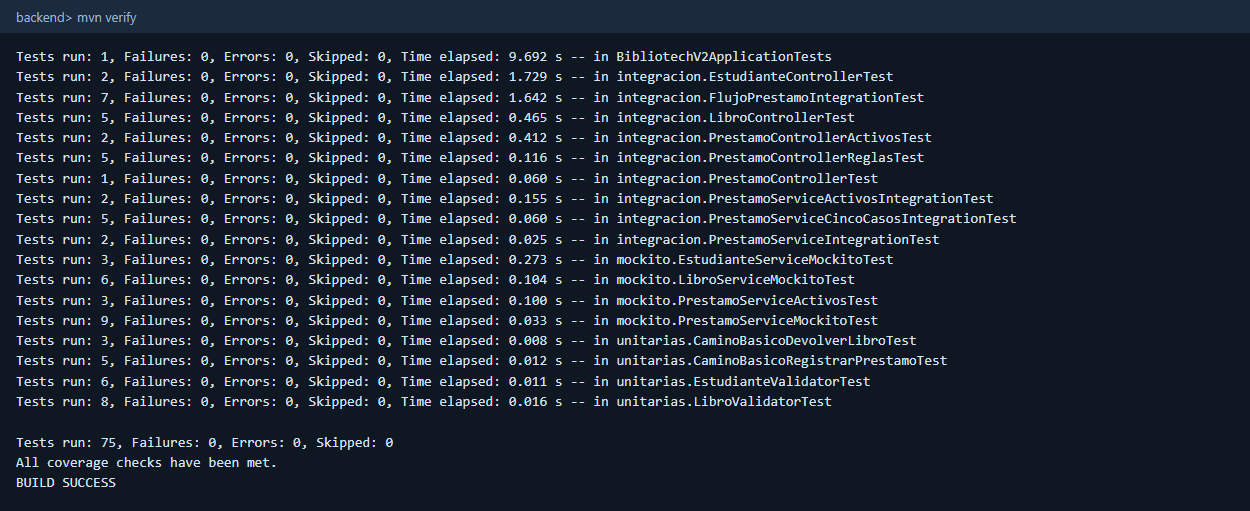 backend> mvn verify
Tests run: 1, Failures: 0, Errors: 0, Skipped: 0, Time elapsed: 9.692 s -- in BibliotechV2ApplicationTests
Tests run: 2, Failures: 0, Errors: 0, Skipped: 0, Time elapsed: 1.729 s -- in integracion.EstudianteControllerTest
Tests run: 7, Failures: 0, Errors: 0, Skipped: 0, Time elapsed: 1.642 s -- in integracion.FlujoPrestamoIntegrationTest
Tests run: 5, Failures: 0, Errors: 0, Skipped: 0, Time elapsed: 0.465 s -- in integracion.LibroControllerTest
Tests run: 2, Failures: 0, Errors: 0, Skipped: 0, Time elapsed: 0.412 s -- in integracion.PrestamoControllerActivosTest
Tests run: 5, Failures: 0, Errors: 0, Skipped: 0, Time elapsed: 0.116 s -- in integracion.PrestamoControllerReglasTest
Tests run: 1, Failures: 0, Errors: 0, Skipped: 0, Time elapsed: 0.060 s -- in integracion.PrestamoControllerTest
Tests run: 2, Failures: 0, Errors: 0, Skipped: 0, Time elapsed: 0.155 s -- in integracion.PrestamoServiceActivosIntegrationTest
Tests run: 5, Failures: 0, Errors: 0, Skipped: 0, Time elapsed: 0.060 s -- in integracion.PrestamoServiceCincoCasosIntegrationTest
Tests run: 2, Failures: 0, Errors: 0, Skipped: 0, Time elapsed: 0.025 s -- in integracion.PrestamoServiceIntegrationTest
Tests run: 3, Failures: 0, Errors: 0, Skipped: 0, Time elapsed: 0.273 s -- in mockito.EstudianteServiceMockitoTest
Tests run: 6, Failures: 0, Errors: 0, Skipped: 0, Time elapsed: 0.104 s -- in mockito.LibroServiceMockitoTest
Tests run: 3, Failures: 0, Errors: 0, Skipped: 0, Time elapsed: 0.100 s -- in mockito.PrestamoServiceActivosTest
Tests run: 9, Failures: 0, Errors: 0, Skipped: 0, Time elapsed: 0.033 s -- in mockito.PrestamoServiceMockitoTest
Tests run: 3, Failures: 0, Errors: 0, Skipped: 0, Time elapsed: 0.008 s -- in unitarias.CaminoBasicoDevolverLibroTest
Tests run: 5, Failures: 0, Errors: 0, Skipped: 0, Time elapsed: 0.012 s -- in unitarias.CaminoBasicoRegistrarPrestamoTest
Tests run: 6, Failures: 0, Errors: 0, Skipped: 0, Time elapsed: 0.011 s -- in unitarias.EstudianteValidatorTest
Tests run: 8, Failures: 0, Errors: 0, Skipped: 0, Time elapsed: 0.016 s -- in unitarias.LibroValidatorTest
Tests run: 75, Failures: 0, Errors: 0, Skipped: 0
All coverage checks have been met.
BUILD SUCCESS